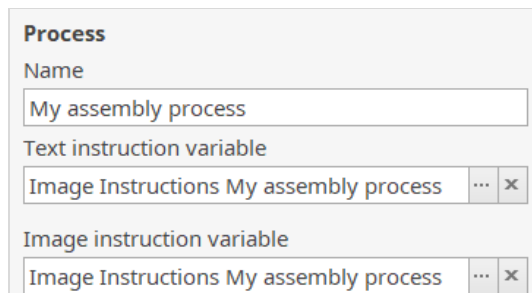 Process
Name
My assembly process
Text instruction variable
Image Instructions My assembly process ... x
Image instruction variable
Image Instructions My assembly process ... x